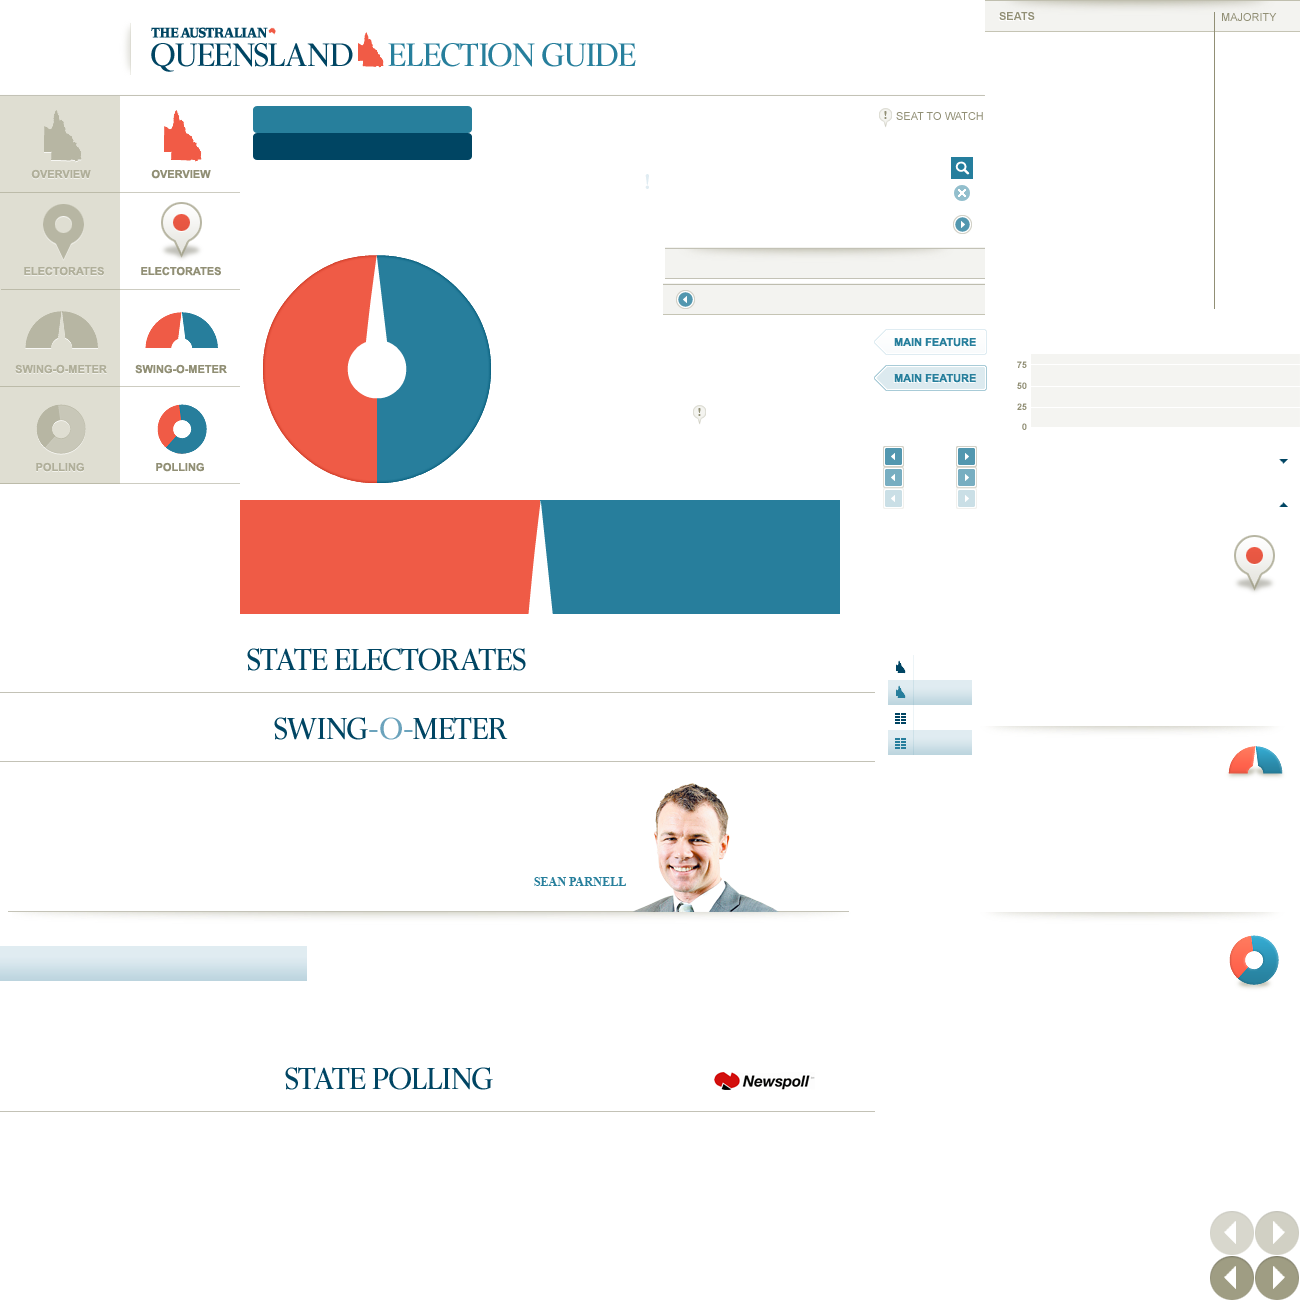 SEATS
MAJORITY
THE AUSTRALIAN
QUEENSLAND ELECTION GUIDE
OVERVIEW
OVERVIEW
! SEAT TO WATCH
!
ELECTORATES
ELECTORATES
SWING-O-METER
SWING-O-METER
MAIN FEATURE
MAIN FEATURE
75
50
25
0
!
POLLING
POLLING
STATE ELECTORATES
SWING-O-METER
SEAN PARNELL
STATE POLLING
Newspoll